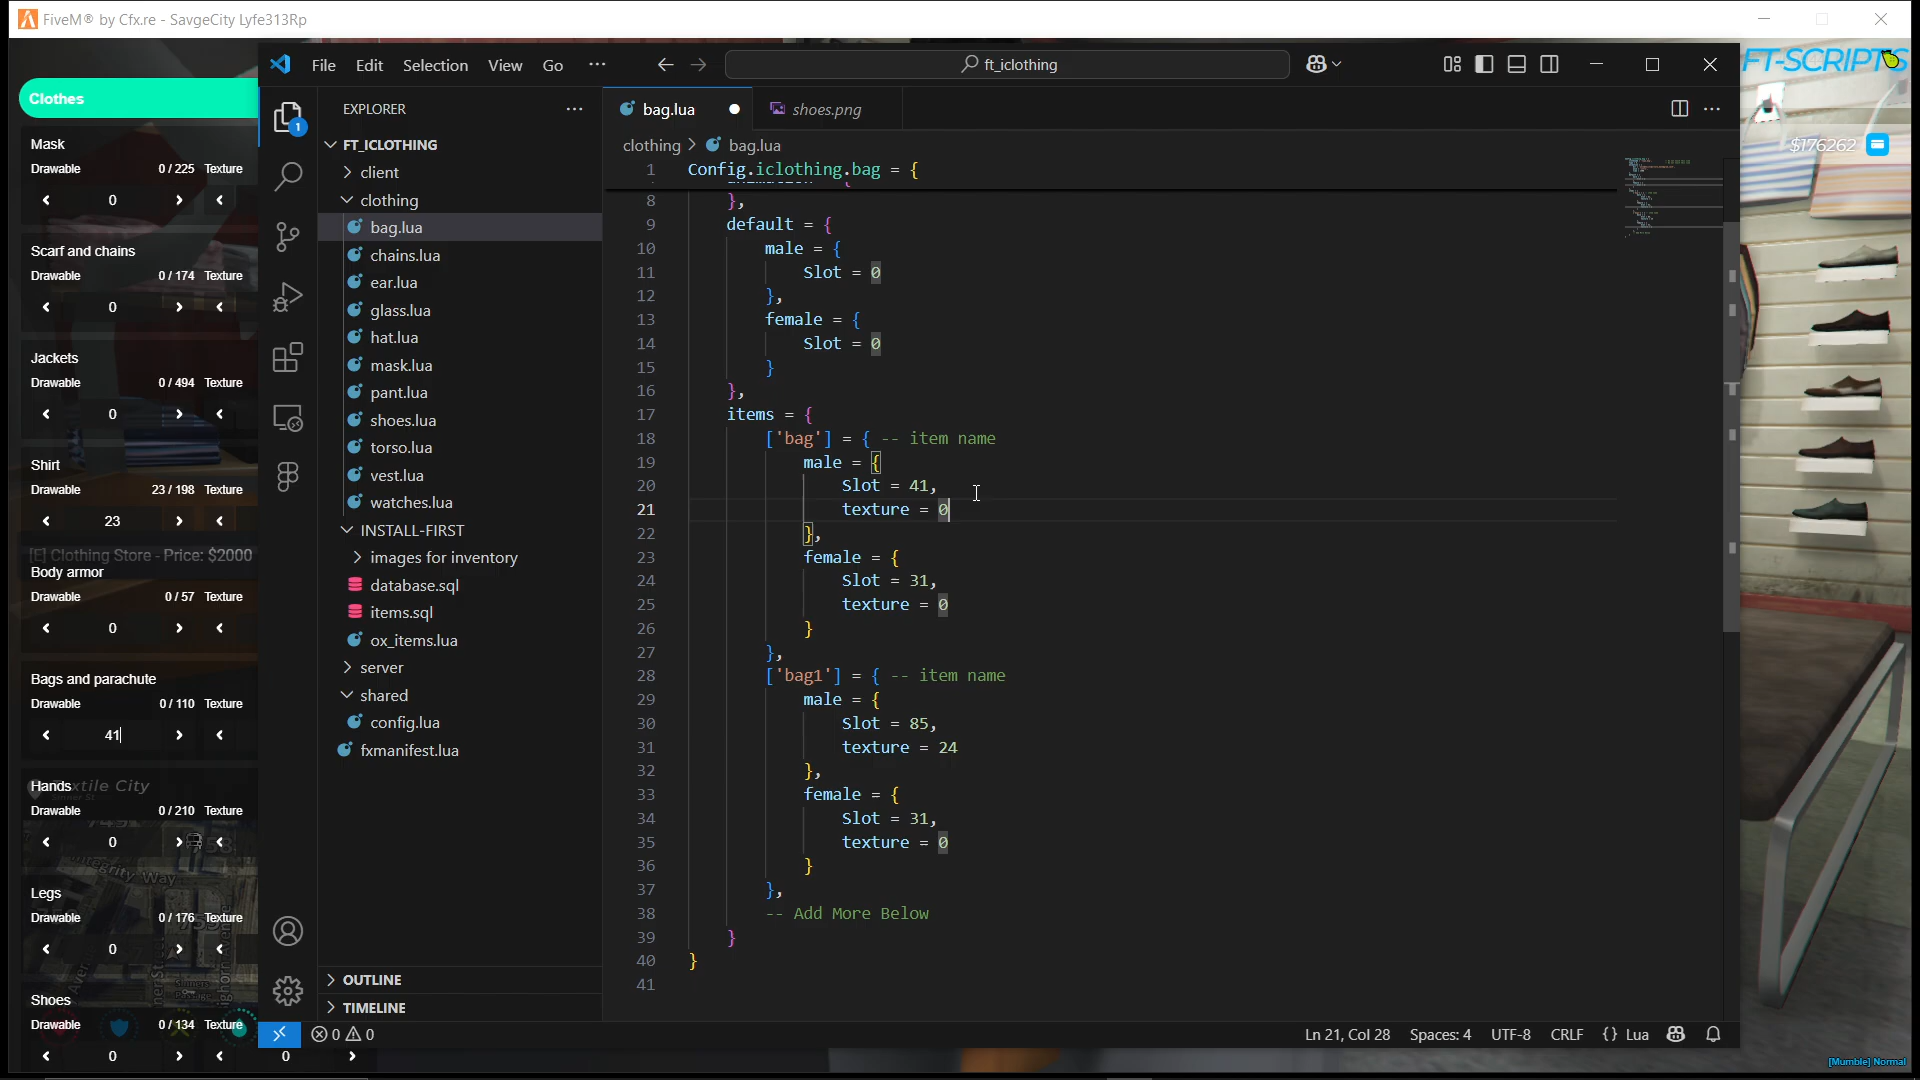 FiveM® by Cfx.re - SavgeCity Lyfe313Rp
File Edit Selection View Go ···
ft_iclothing
FT-SCRIPTS
$176262
Clothes
Mask
Drawable 0 / 225 Texture
0
Scarf and chains
Drawable 0 / 174 Texture
0
Jackets
Drawable 0 / 494 Texture
0
Shirt
Drawable 23 / 198 Texture
23
[E] Clothing Store - Price: $2000
Body armor
Drawable 0 / 57 Texture
0
Bags and parachute
Drawable 0 / 110 Texture
41
Hands
Drawable 0 / 210 Texture
0
Legs
Drawable 0 / 176 Texture
0
Shoes
Drawable 0 / 134 Texture
0 0
EXPLORER ···
1
FT_ICLOTHING
client
clothing
bag.lua
chains.lua
ear.lua
glass.lua
hat.lua
mask.lua
pant.lua
shoes.lua
torso.lua
vest.lua
watches.lua
INSTALL-FIRST
images for inventory
database.sql
items.sql
ox_items.lua
server
shared
config.lua
fxmanifest.lua
OUTLINE
TIMELINE
bag.lua
shoes.png
clothing > bag.lua
1 Config.iclothing.bag = {
8 },
9 default = {
10 male = {
11 Slot = 0
12 },
13 female = {
14 Slot = 0
15 }
16 },
17 items = {
18 ['bag'] = { -- item name
19 male = {
20 Slot = 41,
21 texture = 0
22 },
23 female = {
24 Slot = 31,
25 texture = 0
26 }
27 },
28 ['bag1'] = { -- item name
29 male = {
30 Slot = 85,
31 texture = 24
32 },
33 female = {
34 Slot = 31,
35 texture = 0
36 }
37 },
38 -- Add More Below
39 }
40 }
41
0 0
Ln 21, Col 28 Spaces: 4 UTF-8 CRLF {} Lua
[Mumble] Normal